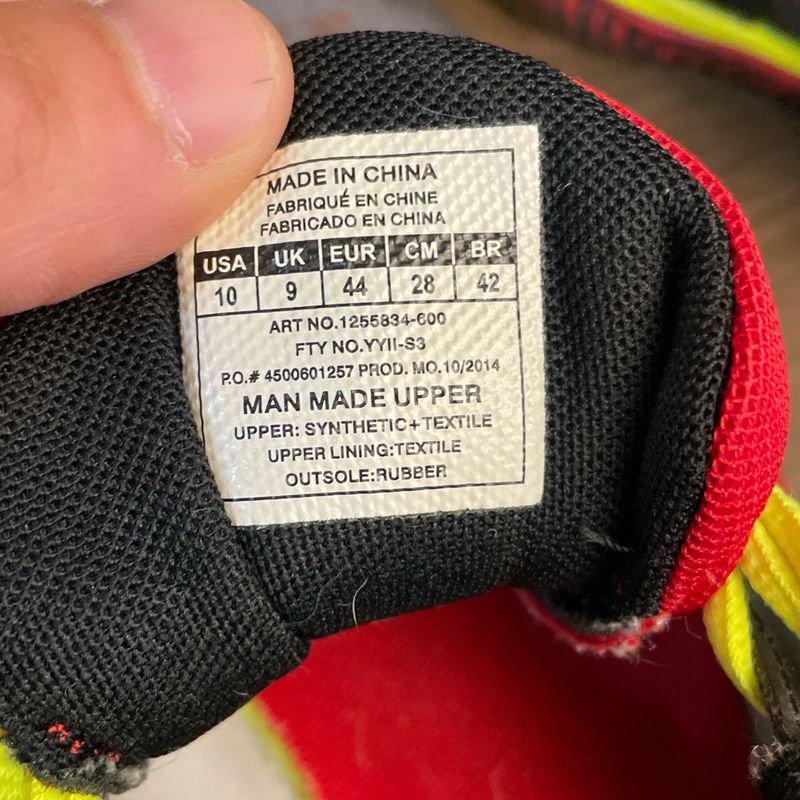 MADE IN CHINA
FABRIQUÉ EN CHINE
FABRICADO EN CHINA
USA UK EUR CM BR
10 9 44 28 42
ART NO.1255834-600
FTY NO.YYII-S3
P.O.# 4500601257 PROD. MO.10/2014
MAN MADE UPPER
UPPER: SYNTHETIC+TEXTILE
UPPER LINING:TEXTILE
OUTSOLE:RUBBER